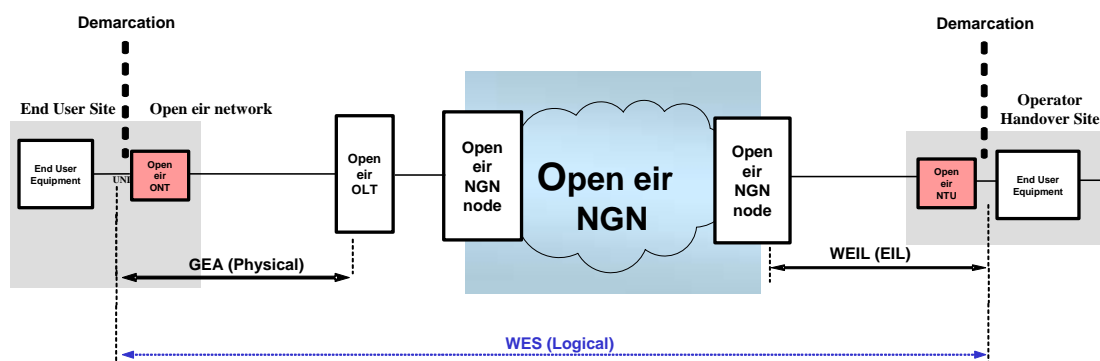 Demarcation
Demarcation
End User Site
Open eir network
Operator
Handover Site
End User
Equipment
UNI
Open
eir
ONT
Open
eir
OLT
Open
eir
NGN
node
Open eir
NGN
Open
eir
NGN
node
Open
eir
NTU
End User
Equipment
GEA (Physical)
WEIL (EIL)
WES (Logical)